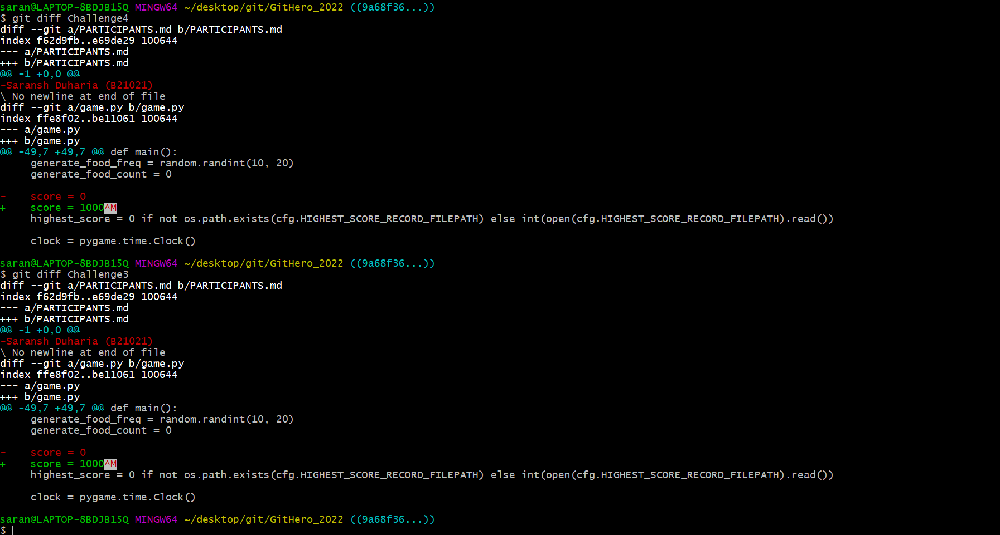 saran@LAPTOP-8BDJB15Q MINGW64 ~/desktop/git/GitHero_2022 ((9a68f36...))
$ git diff Challenge4
diff --git a/PARTICIPANTS.md b/PARTICIPANTS.md
index f62d9fb..e69de29 100644
--- a/PARTICIPANTS.md
+++ b/PARTICIPANTS.md
@@ -1 +0,0 @@
-Saransh Duharia (B21021)
\ No newline at end of file
diff --git a/game.py b/game.py
index ffe8f02..be11061 100644
--- a/game.py
+++ b/game.py
@@ -49,7 +49,7 @@ def main():
     generate_food_freq = random.randint(10, 20)
     generate_food_count = 0
-    score = 0
+    score = 1000^M
     highest_score = 0 if not os.path.exists(cfg.HIGHEST_SCORE_RECORD_FILEPATH) else int(open(cfg.HIGHEST_SCORE_RECORD_FILEPATH).read())
     clock = pygame.time.Clock()
saran@LAPTOP-8BDJB15Q MINGW64 ~/desktop/git/GitHero_2022 ((9a68f36...))
$ git diff Challenge3
diff --git a/PARTICIPANTS.md b/PARTICIPANTS.md
index f62d9fb..e69de29 100644
--- a/PARTICIPANTS.md
+++ b/PARTICIPANTS.md
@@ -1 +0,0 @@
-Saransh Duharia (B21021)
\ No newline at end of file
diff --git a/game.py b/game.py
index ffe8f02..be11061 100644
--- a/game.py
+++ b/game.py
@@ -49,7 +49,7 @@ def main():
     generate_food_freq = random.randint(10, 20)
     generate_food_count = 0
-    score = 0
+    score = 1000^M
     highest_score = 0 if not os.path.exists(cfg.HIGHEST_SCORE_RECORD_FILEPATH) else int(open(cfg.HIGHEST_SCORE_RECORD_FILEPATH).read())
     clock = pygame.time.Clock()
saran@LAPTOP-8BDJB15Q MINGW64 ~/desktop/git/GitHero_2022 ((9a68f36...))
$